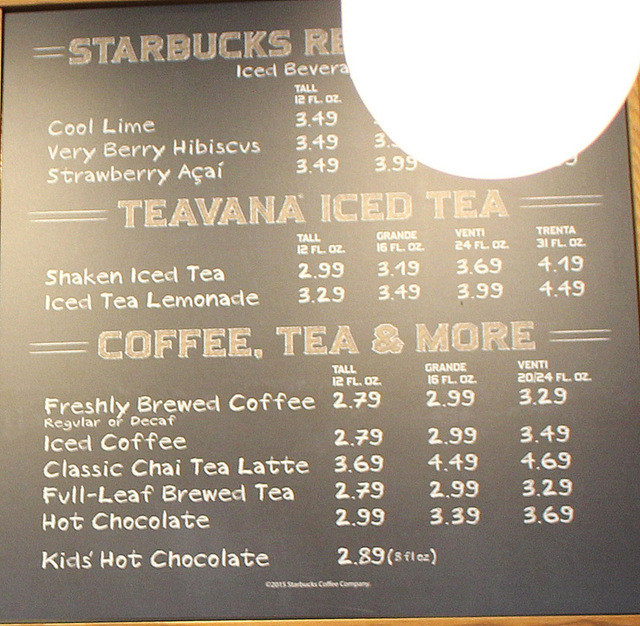 STARBUCKS
Iced
TALL
12 FL. OZ.
Cool Lime 3.49
Very Berry Hibiscus 3.49
Strawberry Açaí 3.49 3.99
TEAVANA® ICED TEA
TALL GRANDE VENTI TRENTA
12 FL. OZ. 16 FL. OZ. 24 FL. OZ. 31 FL. OZ.
Shaken Iced Tea 2.99 3.19 3.69 4.19
Iced Tea Lemonade 3.29 3.49 3.99 4.49
COFFEE, TEA & MORE
TALL GRANDE VENTI
12 FL. OZ. 16 FL. OZ. 20/24 FL. OZ.
Freshly Brewed Coffee 2.79 2.99 3.29
Regular or Decaf
Iced Coffee 2.79 2.99 3.49
Classic Chai Tea Latte 3.69 4.49 4.69
Full-Leaf Brewed Tea 2.79 2.99 3.29
Hot Chocolate 2.99 3.39 3.69
Kids' Hot Chocolate 2.89 (8 fl oz)
©2015 Starbucks Coffee Company.